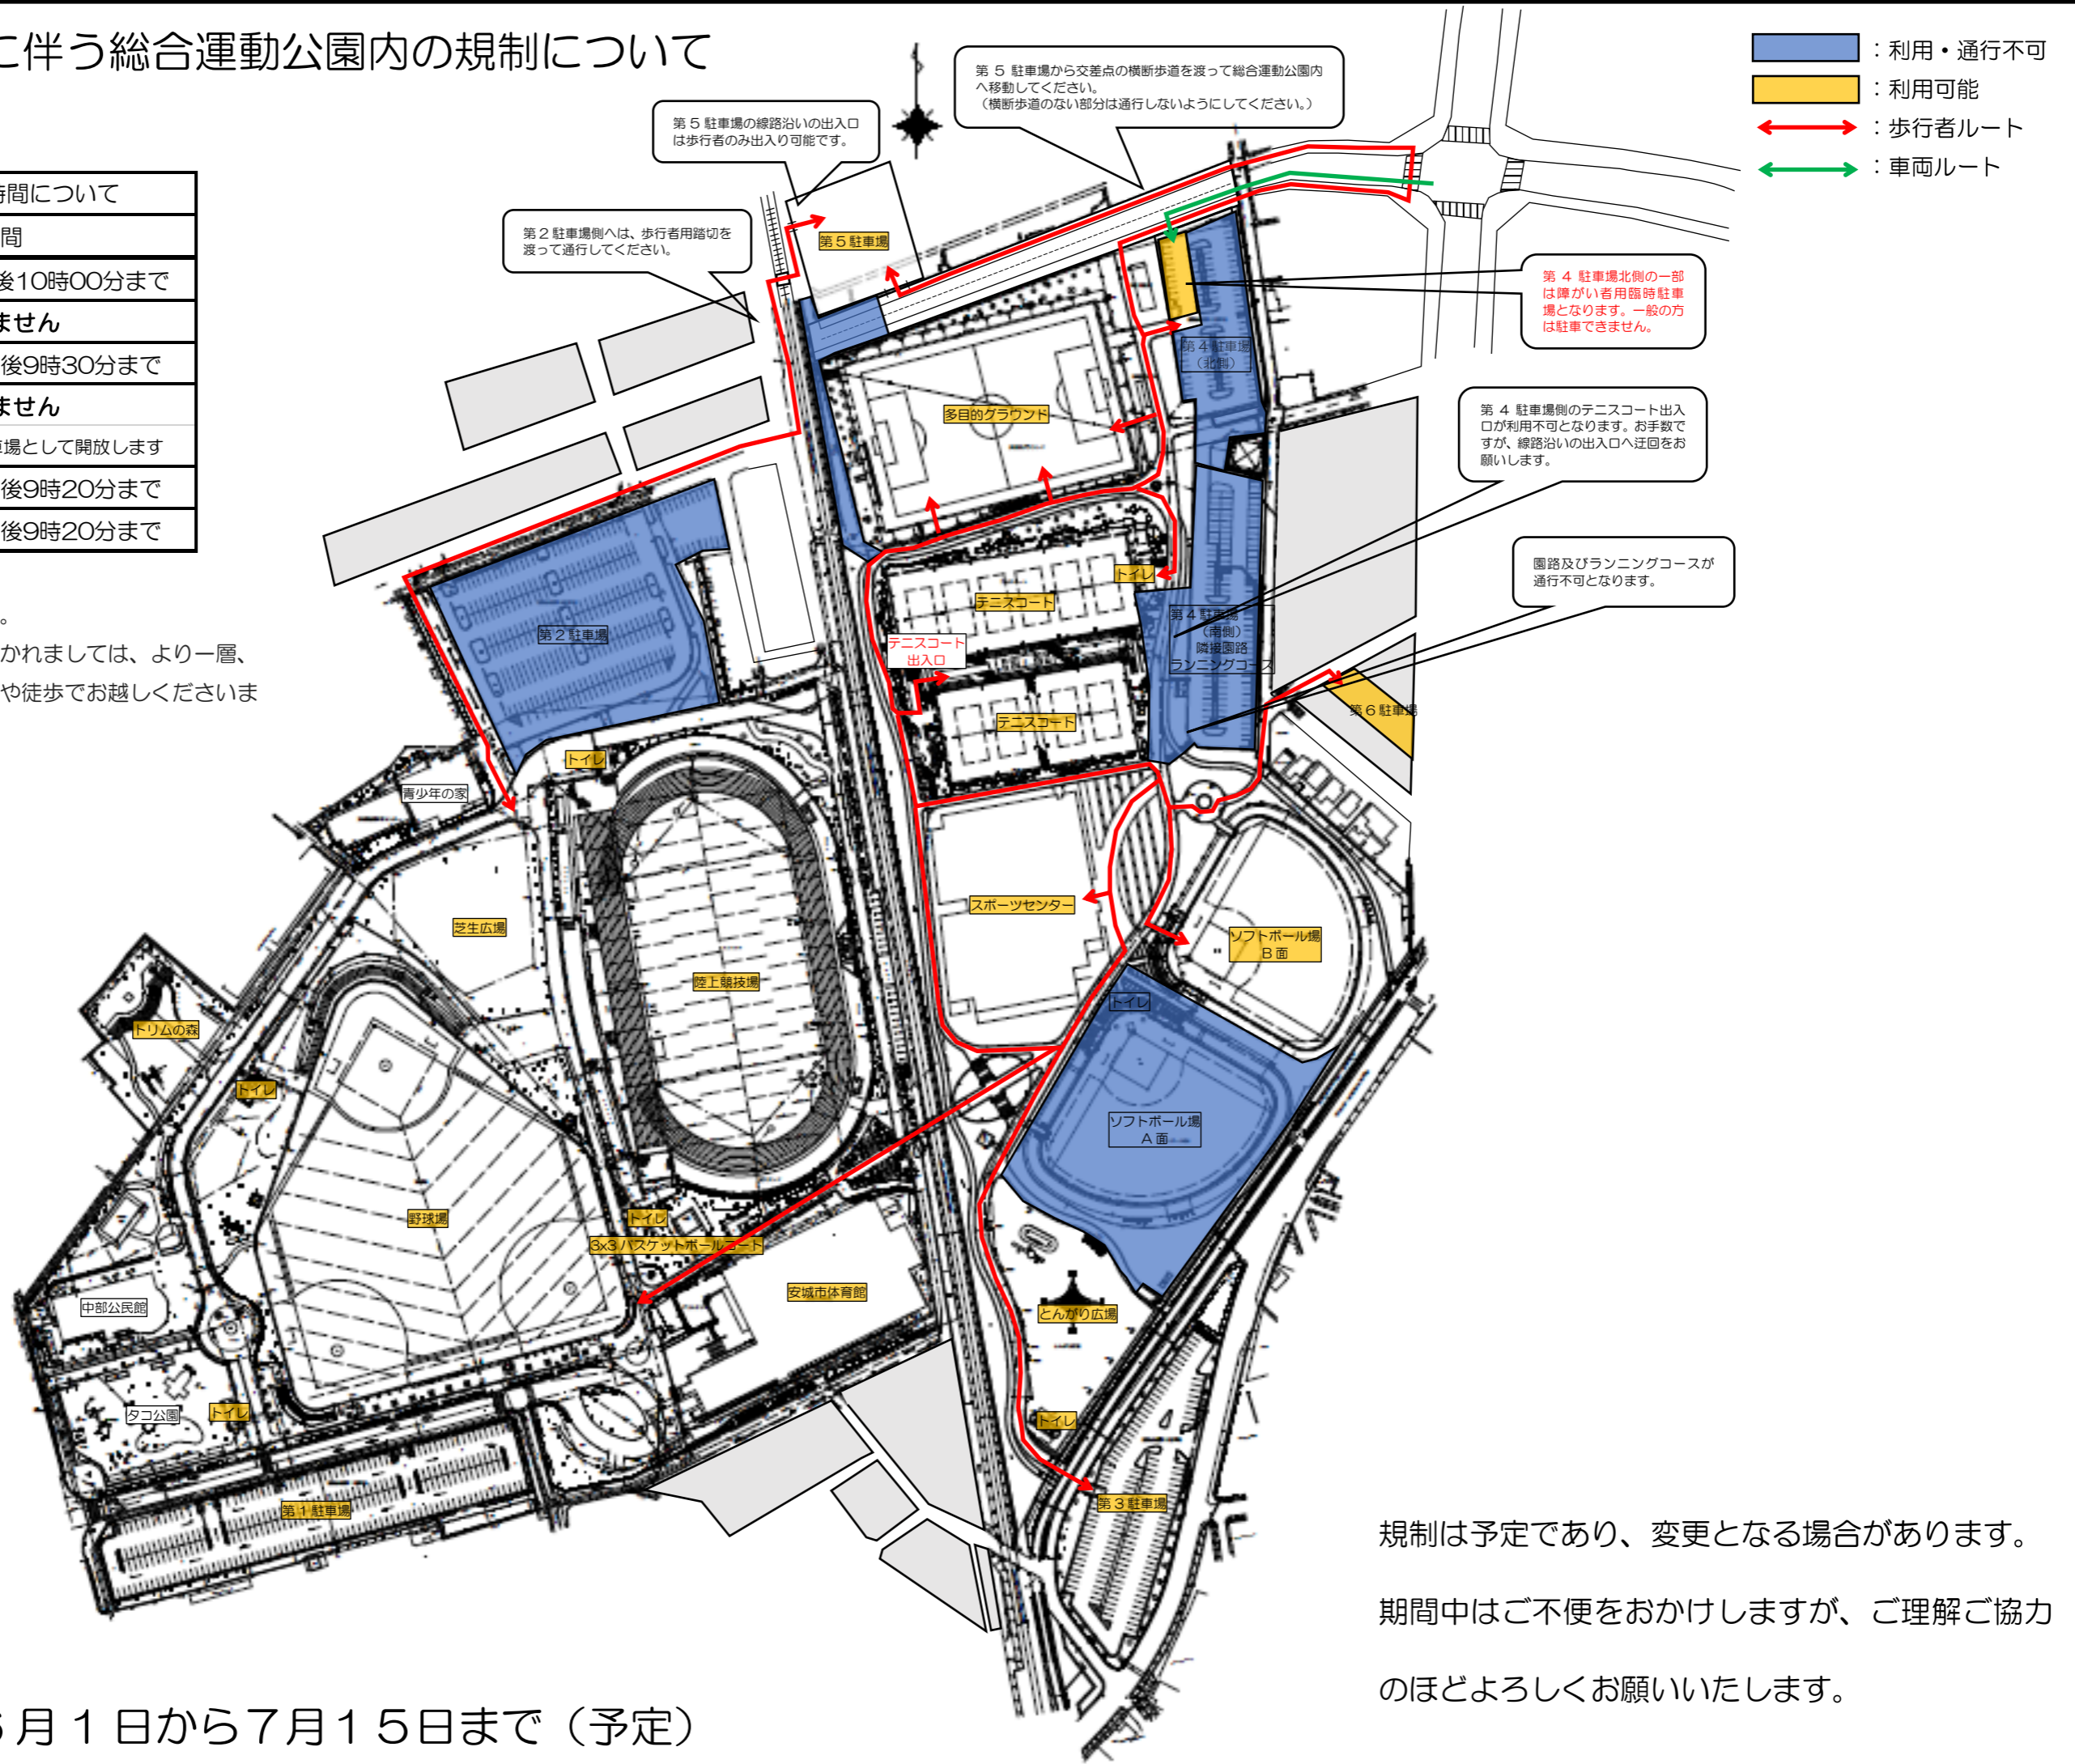 に伴う総合運動公園内の規制について
：利用・通行不可
：利用可能
：歩行者ルート
：車両ルート
時間について
間
後10時00分まで
ません
後9時30分まで
ません
車場として開放します
後9時20分まで
後9時20分まで
。
かれましては、より一層、
や徒歩でお越しくださいま
第 5 駐車場から交差点の横断歩道を渡って総合運動公園内
へ移動してください。
（横断歩道のない部分は通行しないようにしてください。）
第 5 駐車場の線路沿いの出入口
は歩行者のみ出入り可能です。
第 2 駐車場側へは、歩行者用踏切を
渡って通行してください。
第 4 駐車場北側の一部
は障がい者用臨時駐車
場となります。一般の方
は駐車できません。
第 4 駐車場側のテニスコート出入
口が利用不可となります。お手数で
すが、線路沿いの出入口へ迂回をお
願いします。
園路及びランニングコースが
通行不可となります。
第 5 駐車場
第 4 駐車場
（北側）
多目的グラウンド
トイレ
テニスコート
第 2 駐車場
第 4 駐車場
（南側）
隣接園路
ランニングコース
テニスコート
出入口
テニスコート
第 6 駐車場
トイレ
青少年の家
スポーツセンター
芝生広場
ソフトボール場
B 面
陸上競技場
トイレ
トリムの森
トイレ
ソフトボール場
A 面
野球場
トイレ
3x3 バスケットボールコート
安城市体育館
中部公民館
とんがり広場
タコ公園
トイレ
トイレ
第 1 駐車場
第 3 駐車場
規制は予定であり、変更となる場合があります。
期間中はご不便をおかけしますが、ご理解ご協力
のほどよろしくお願いいたします。
月１日から７月１５日まで（予定）